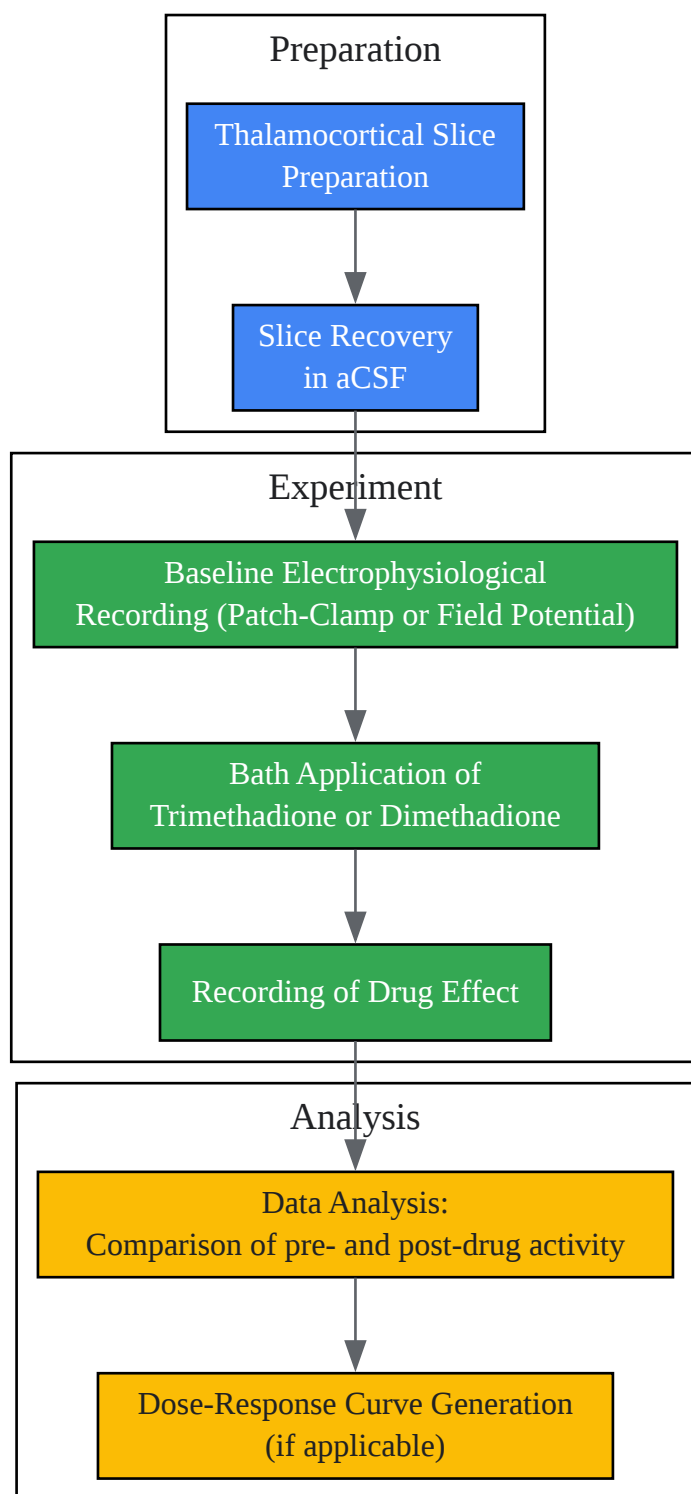 Preparation
Thalamocortical Slice
Preparation
Slice Recovery
in aCSF
Experiment
Baseline Electrophysiological
Recording (Patch-Clamp or Field Potential)
Bath Application of
Trimethadione or Dimethadione
Recording of Drug Effect
Analysis
Data Analysis:
Comparison of pre- and post-drug activity
Dose-Response Curve Generation
(if applicable)